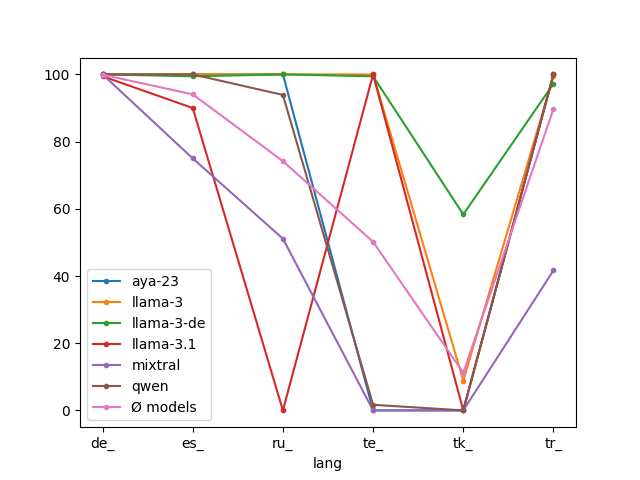 100
80
60
40
20
0
aya-23
llama-3
llama-3-de
llama-3.1
mixtral
qwen
Ø models
de_ es_ ru_ te_ tk_ tr_
lang